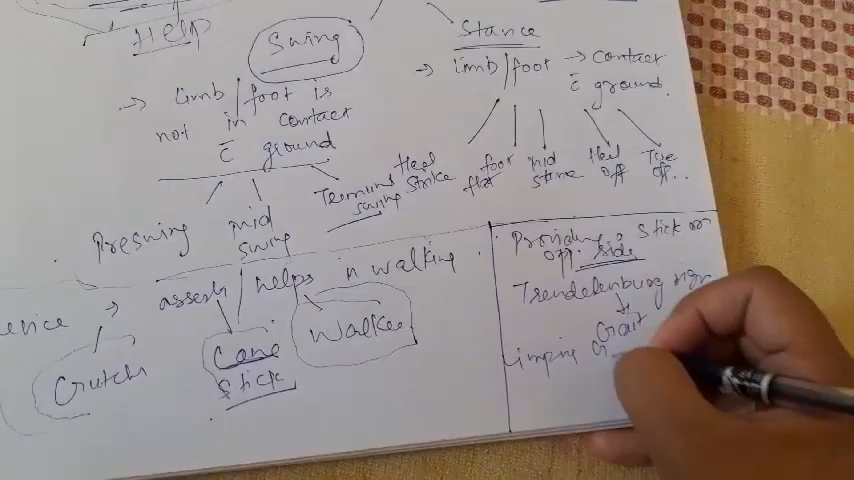 Help
Swing
→ Limb/foot is
not in contact
c̄ ground
Preswing
mid
swing
Terminus
swing
Stance
→ limb/foot → contact
c̄ ground.
Heel
strike
foot
flat
mid
stance
Heel
off
Toe
off..
→ assist/helps in walking
Crutch
Cane
Stick
Walker
Providing a stick on
opp. side
Trendelenburg sign
Gait
Limping